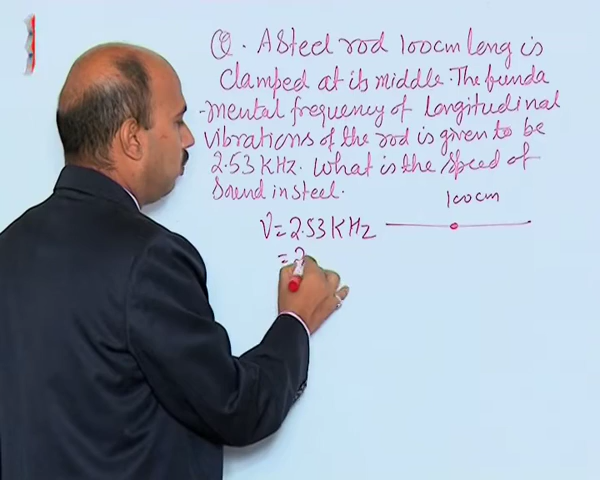 Q. A Steel rod 100cm Long is
Clamped at its middle. The funda
-mental frequency of Longitudinal
vibrations of the rod is given to be
2.53 KHz. What is the Speed of
Sound in steel.
100cm
ν = 2.53 KHz
= 2